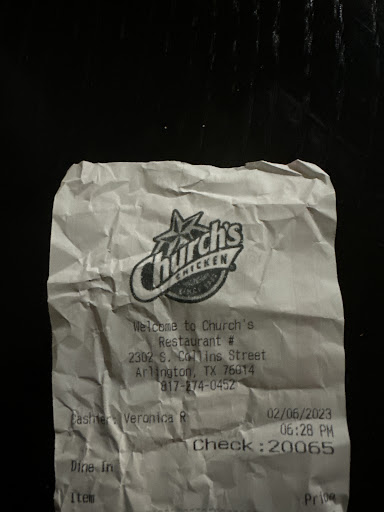 Church's
CHICKEN
Welcome to Church's
Restaurant #
2302 S. Collins Street
Arlington, TX 76014
817-274-0452
Cashier: Veronica R 02/06/2023
06:28 PM
Check:20065
Dine In
Item Price